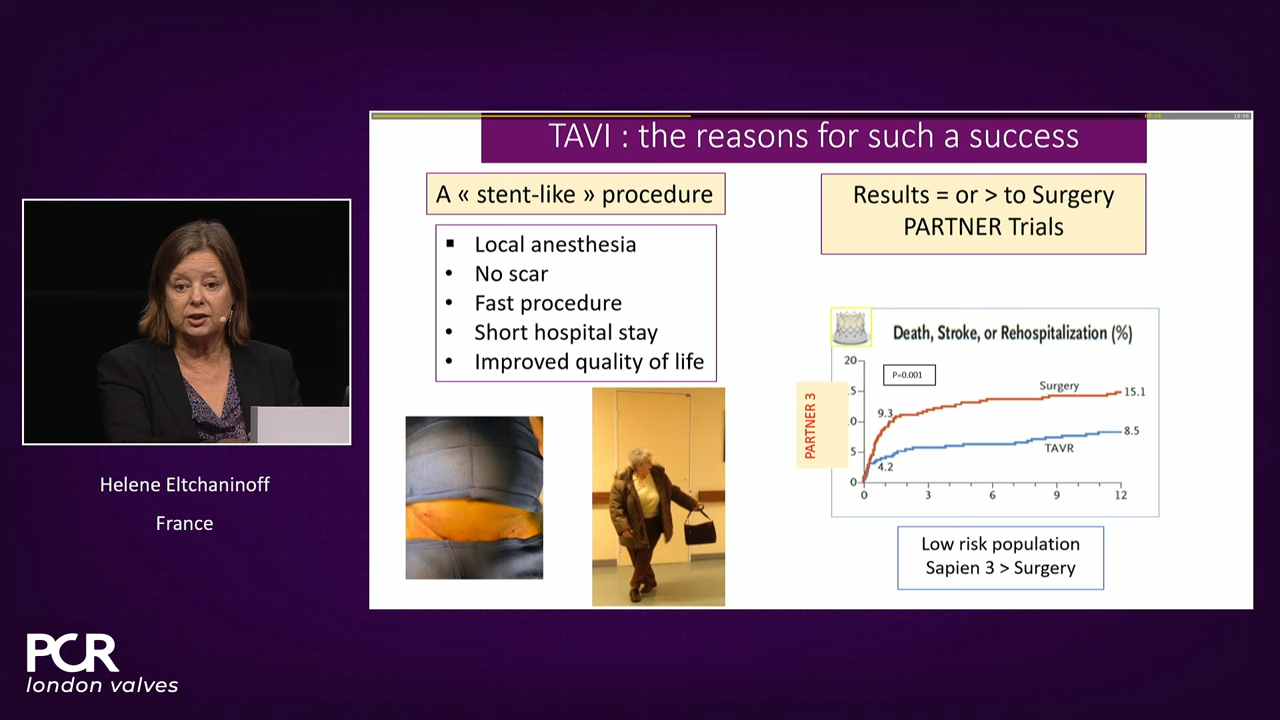 TAVI : the reasons for such a success
A « stent-like » procedure
▪ Local anesthesia
• No scar
• Fast procedure
• Short hospital stay
• Improved quality of life
Results = or > to Surgery
PARTNER Trials
Death, Stroke, or Rehospitalization (%)
20
P=0.001
Surgery
15.1
5
9.3
0
8.5
TAVR
5
4.2
0
0 3 6 9 12
PARTNER 3
Low risk population
Sapien 3 > Surgery
Helene Eltchaninoff
France
PCR
london valves